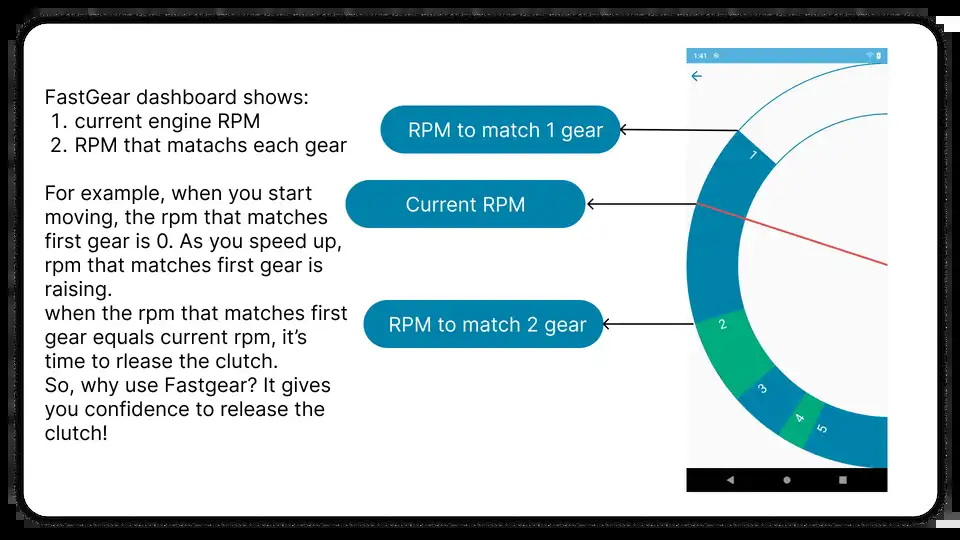 FastGear dashboard shows:
1. current engine RPM
2. RPM that matachs each gear
For example, when you start
moving, the rpm that matches
first gear is 0. As you speed up,
rpm that matches first gear is
raising.
when the rpm that matches first
gear equals current rpm, it's
time to rlease the clutch.
So, why use Fastgear? It gives
you confidence to release the
clutch!
RPM to match 1 gear
Current RPM
RPM to match 2 gear
1:41
1
2
3
4
5